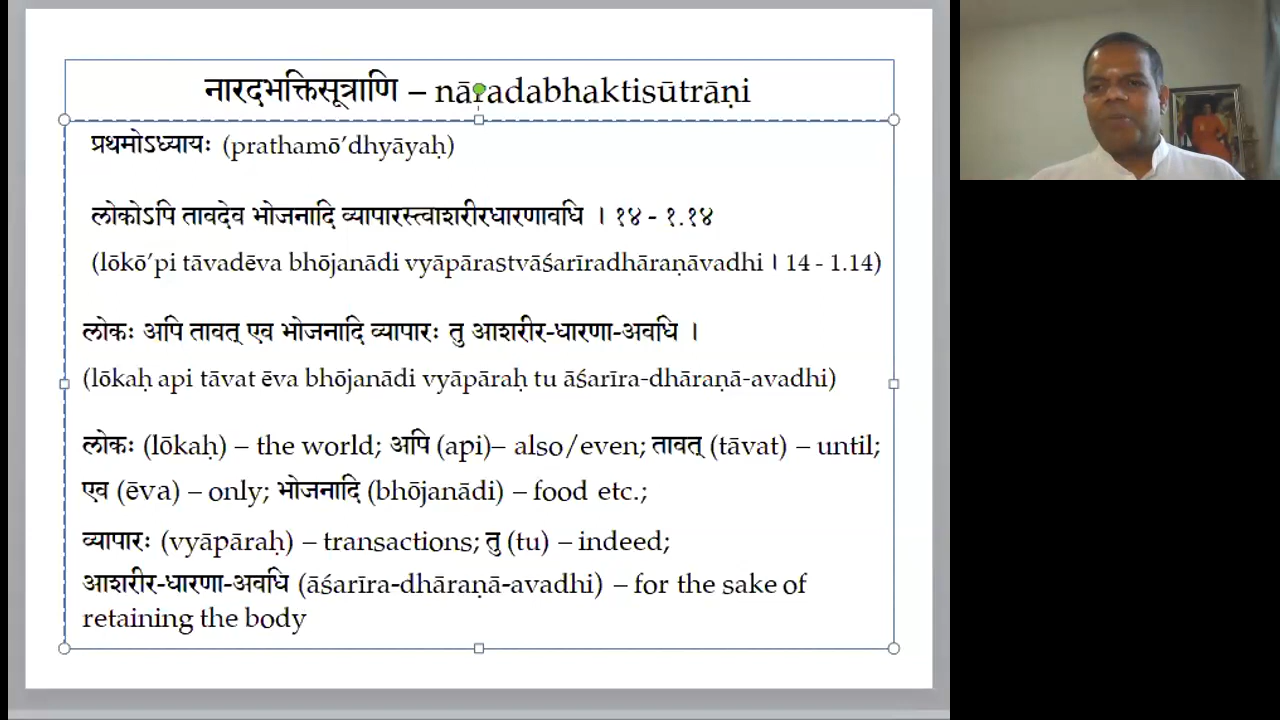 नारदभक्तिसूत्राणि – nāradabhaktisūtrāṇi
प्रथमोऽध्यायः (prathamō’dhyāyaḥ)
लोकोऽपि तावदेव भोजनादि व्यापारस्त्वाशरीरधारणावधि । १४ - १.१४
(lōkō’pi tāvadēva bhōjanādi vyāpārastvāśarīradhāraṇāvadhi । 14 - 1.14)
लोकः अपि तावत् एव भोजनादि व्यापारः तु आशरीर-धारणा-अवधि ।
(lōkaḥ api tāvat ēva bhōjanādi vyāpāraḥ tu āśarīra-dhāraṇā-avadhi)
लोकः (lōkaḥ) – the world; अपि (api)– also/even; तावत् (tāvat) – until;
एव (ēva) – only; भोजनादि (bhōjanādi) – food etc.;
व्यापारः (vyāpāraḥ) – transactions; तु (tu) – indeed;
आशरीर-धारणा-अवधि (āśarīra-dhāraṇā-avadhi) – for the sake of
retaining the body